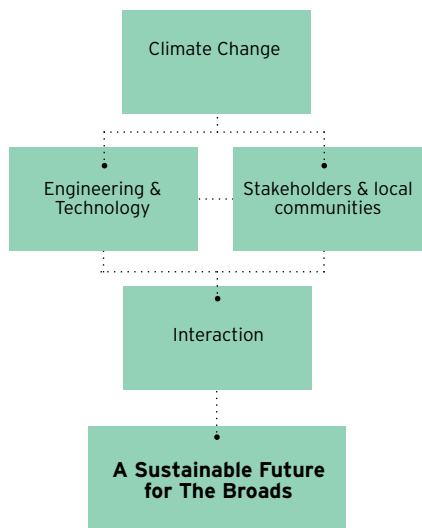 Climate Change
Engineering &
Technology
Stakeholders & local
communities
Interaction
A Sustainable Future
for The Broads